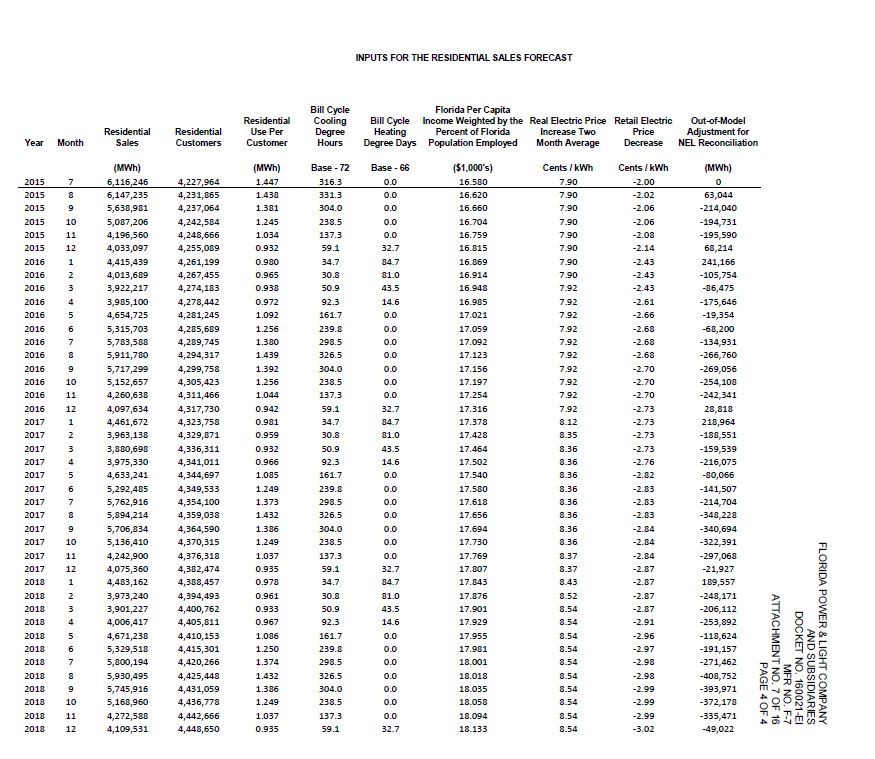 INPUTS FOR THE RESIDENTIAL SALES FORECAST
Bill Cycle Florida Per Capita
Residential Cooling Bill Cycle Income Weighted by the Real Electric Price Retail Electric Out-of-Model
Residential Residential Use Per Degree Heating Percent of Florida Increase Two Price Adjustment for
Year Month Sales Customers Customer Hours Degree Days Population Employed Month Average Decrease NEL Reconciliation
(MWh) (MWh) Base - 72 Base - 66 ($1,000's) Cents / kWh Cents / kWh (MWh)
2015 7 6,116,246 4,227,964 1.447 316.3 0.0 16.580 7.90 -2.00 0
2015 8 6,147,235 4,231,865 1.438 331.3 0.0 16.620 7.90 -2.02 63,044
2015 9 5,638,981 4,237,064 1.381 304.0 0.0 16.660 7.90 -2.06 -214,040
2015 10 5,087,206 4,242,584 1.245 238.5 0.0 16.704 7.90 -2.06 -194,731
2015 11 4,196,560 4,248,666 1.034 137.3 0.0 16.759 7.90 -2.08 -195,590
2015 12 4,033,097 4,255,089 0.932 59.1 32.7 16.815 7.90 -2.14 68,214
2016 1 4,415,439 4,261,199 0.980 34.7 84.7 16.869 7.90 -2.43 241,166
2016 2 4,013,689 4,267,455 0.965 30.8 81.0 16.914 7.90 -2.43 -105,754
2016 3 3,922,217 4,274,183 0.938 50.9 43.5 16.948 7.92 -2.43 -86,475
2016 4 3,985,100 4,278,442 0.972 92.3 14.6 16.985 7.92 -2.61 -175,646
2016 5 4,654,725 4,281,245 1.092 161.7 0.0 17.021 7.92 -2.66 -19,354
2016 6 5,315,703 4,285,689 1.256 239.8 0.0 17.059 7.92 -2.68 -68,200
2016 7 5,783,588 4,289,745 1.380 298.5 0.0 17.092 7.92 -2.68 -134,931
2016 8 5,911,780 4,294,317 1.439 326.5 0.0 17.123 7.92 -2.68 -266,760
2016 9 5,717,299 4,299,758 1.392 304.0 0.0 17.156 7.92 -2.70 -269,056
2016 10 5,152,657 4,305,423 1.256 238.5 0.0 17.197 7.92 -2.70 -254,108
2016 11 4,260,638 4,311,466 1.044 137.3 0.0 17.254 7.92 -2.70 -242,341
2016 12 4,097,634 4,317,730 0.942 59.1 32.7 17.316 7.92 -2.73 28,818
2017 1 4,461,672 4,323,758 0.981 34.7 84.7 17.378 8.12 -2.73 218,964
2017 2 3,963,138 4,329,871 0.959 30.8 81.0 17.428 8.35 -2.73 -188,551
2017 3 3,880,698 4,336,311 0.932 50.9 43.5 17.464 8.36 -2.73 -159,539
2017 4 3,975,330 4,341,011 0.966 92.3 14.6 17.502 8.36 -2.76 -216,075
2017 5 4,633,241 4,344,697 1.085 161.7 0.0 17.540 8.36 -2.82 -80,066
2017 6 5,292,485 4,349,533 1.249 239.8 0.0 17.580 8.36 -2.83 -141,507
2017 7 5,762,916 4,354,100 1.373 298.5 0.0 17.618 8.36 -2.83 -214,704
2017 8 5,894,214 4,359,038 1.432 326.5 0.0 17.656 8.36 -2.83 -348,228
2017 9 5,706,834 4,364,590 1.386 304.0 0.0 17.694 8.36 -2.84 -340,694
2017 10 5,136,410 4,370,315 1.249 238.5 0.0 17.730 8.36 -2.84 -322,391
2017 11 4,242,900 4,376,318 1.037 137.3 0.0 17.769 8.37 -2.84 -297,068
2017 12 4,075,360 4,382,474 0.935 59.1 32.7 17.807 8.37 -2.87 -21,927
2018 1 4,483,162 4,388,457 0.978 34.7 84.7 17.843 8.43 -2.87 189,557
2018 2 3,973,240 4,394,493 0.961 30.8 81.0 17.876 8.52 -2.87 -248,171
2018 3 3,901,227 4,400,762 0.933 50.9 43.5 17.901 8.54 -2.87 -206,112
2018 4 4,006,417 4,405,811 0.967 92.3 14.6 17.929 8.54 -2.91 -253,892
2018 5 4,671,238 4,410,153 1.086 161.7 0.0 17.955 8.54 -2.96 -118,624
2018 6 5,329,518 4,415,301 1.250 239.8 0.0 17.981 8.54 -2.97 -191,157
2018 7 5,800,194 4,420,266 1.374 298.5 0.0 18.001 8.54 -2.98 -271,462
2018 8 5,930,495 4,425,448 1.432 326.5 0.0 18.018 8.54 -2.98 -408,752
2018 9 5,745,916 4,431,059 1.386 304.0 0.0 18.035 8.54 -2.99 -393,971
2018 10 5,168,960 4,436,778 1.249 238.5 0.0 18.058 8.54 -2.99 -372,178
2018 11 4,272,588 4,442,666 1.037 137.3 0.0 18.094 8.54 -2.99 -335,471
2018 12 4,109,531 4,448,650 0.935 59.1 32.7 18.133 8.54 -3.02 -49,022
FLORIDA POWER & LIGHT COMPANY
AND SUBSIDIARIES
DOCKET NO. 160021-EI
MFR NO. F-7
ATTACHMENT NO. 7 OF 16
PAGE 4 OF 4